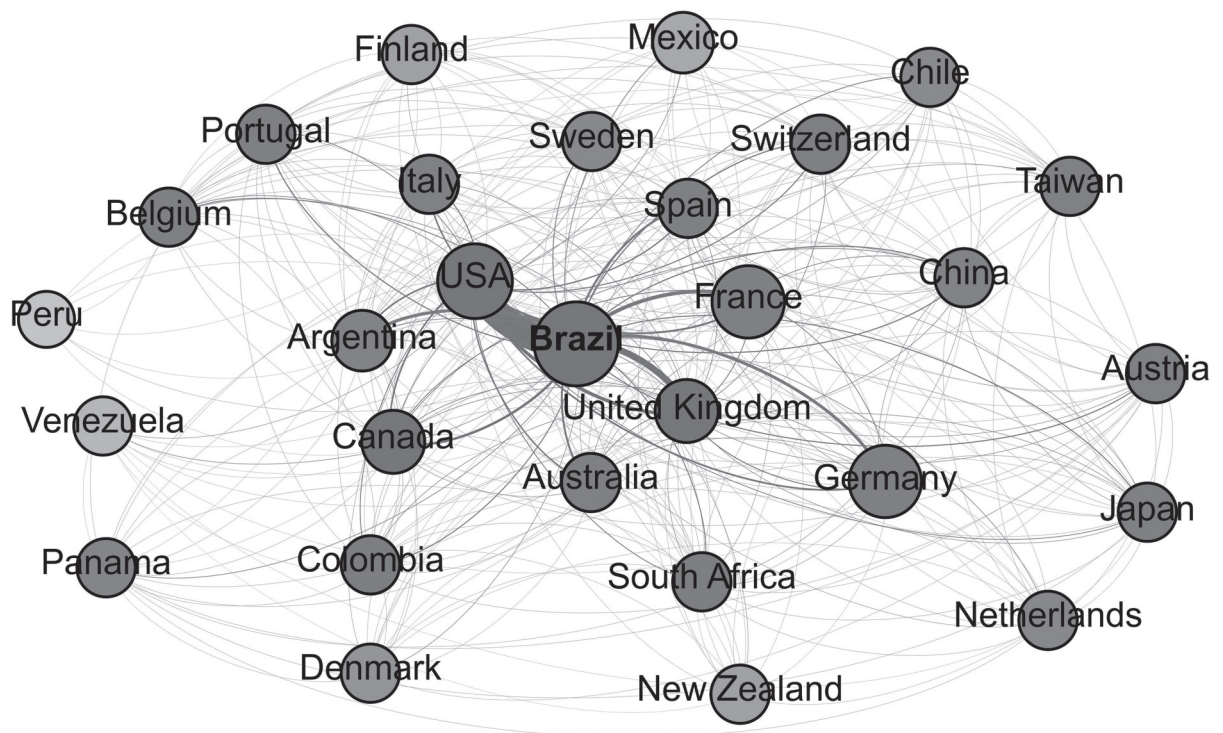 Finland
Mexico
Chile
Portugal
Sweden
Switzerland
Italy
Taiwan
Belgium
Spain
USA
China
France
Peru
Argentina
Brazil
Austria
Venezuela
United Kingdom
Canada
Australia
Germany
Japan
Panama
Colombia
South Africa
Netherlands
Denmark
New Zealand